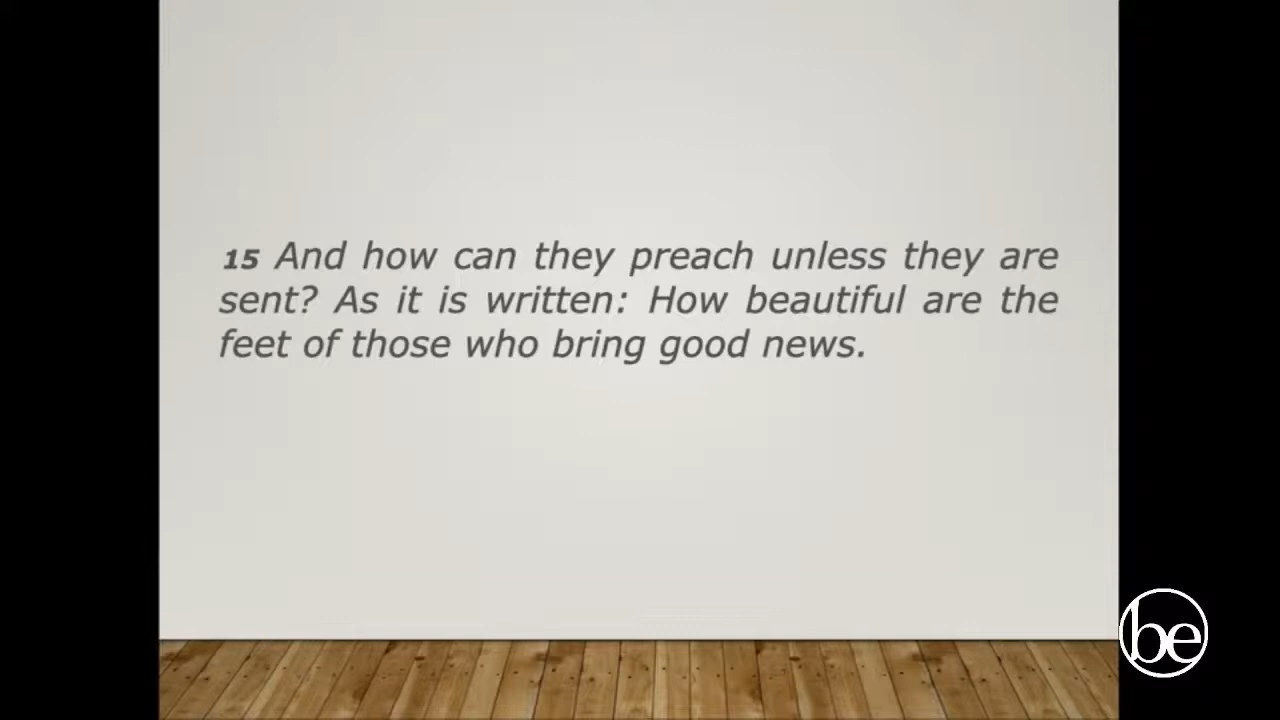 15 And how can they preach unless they are
sent? As it is written: How beautiful are the
feet of those who bring good news.
be